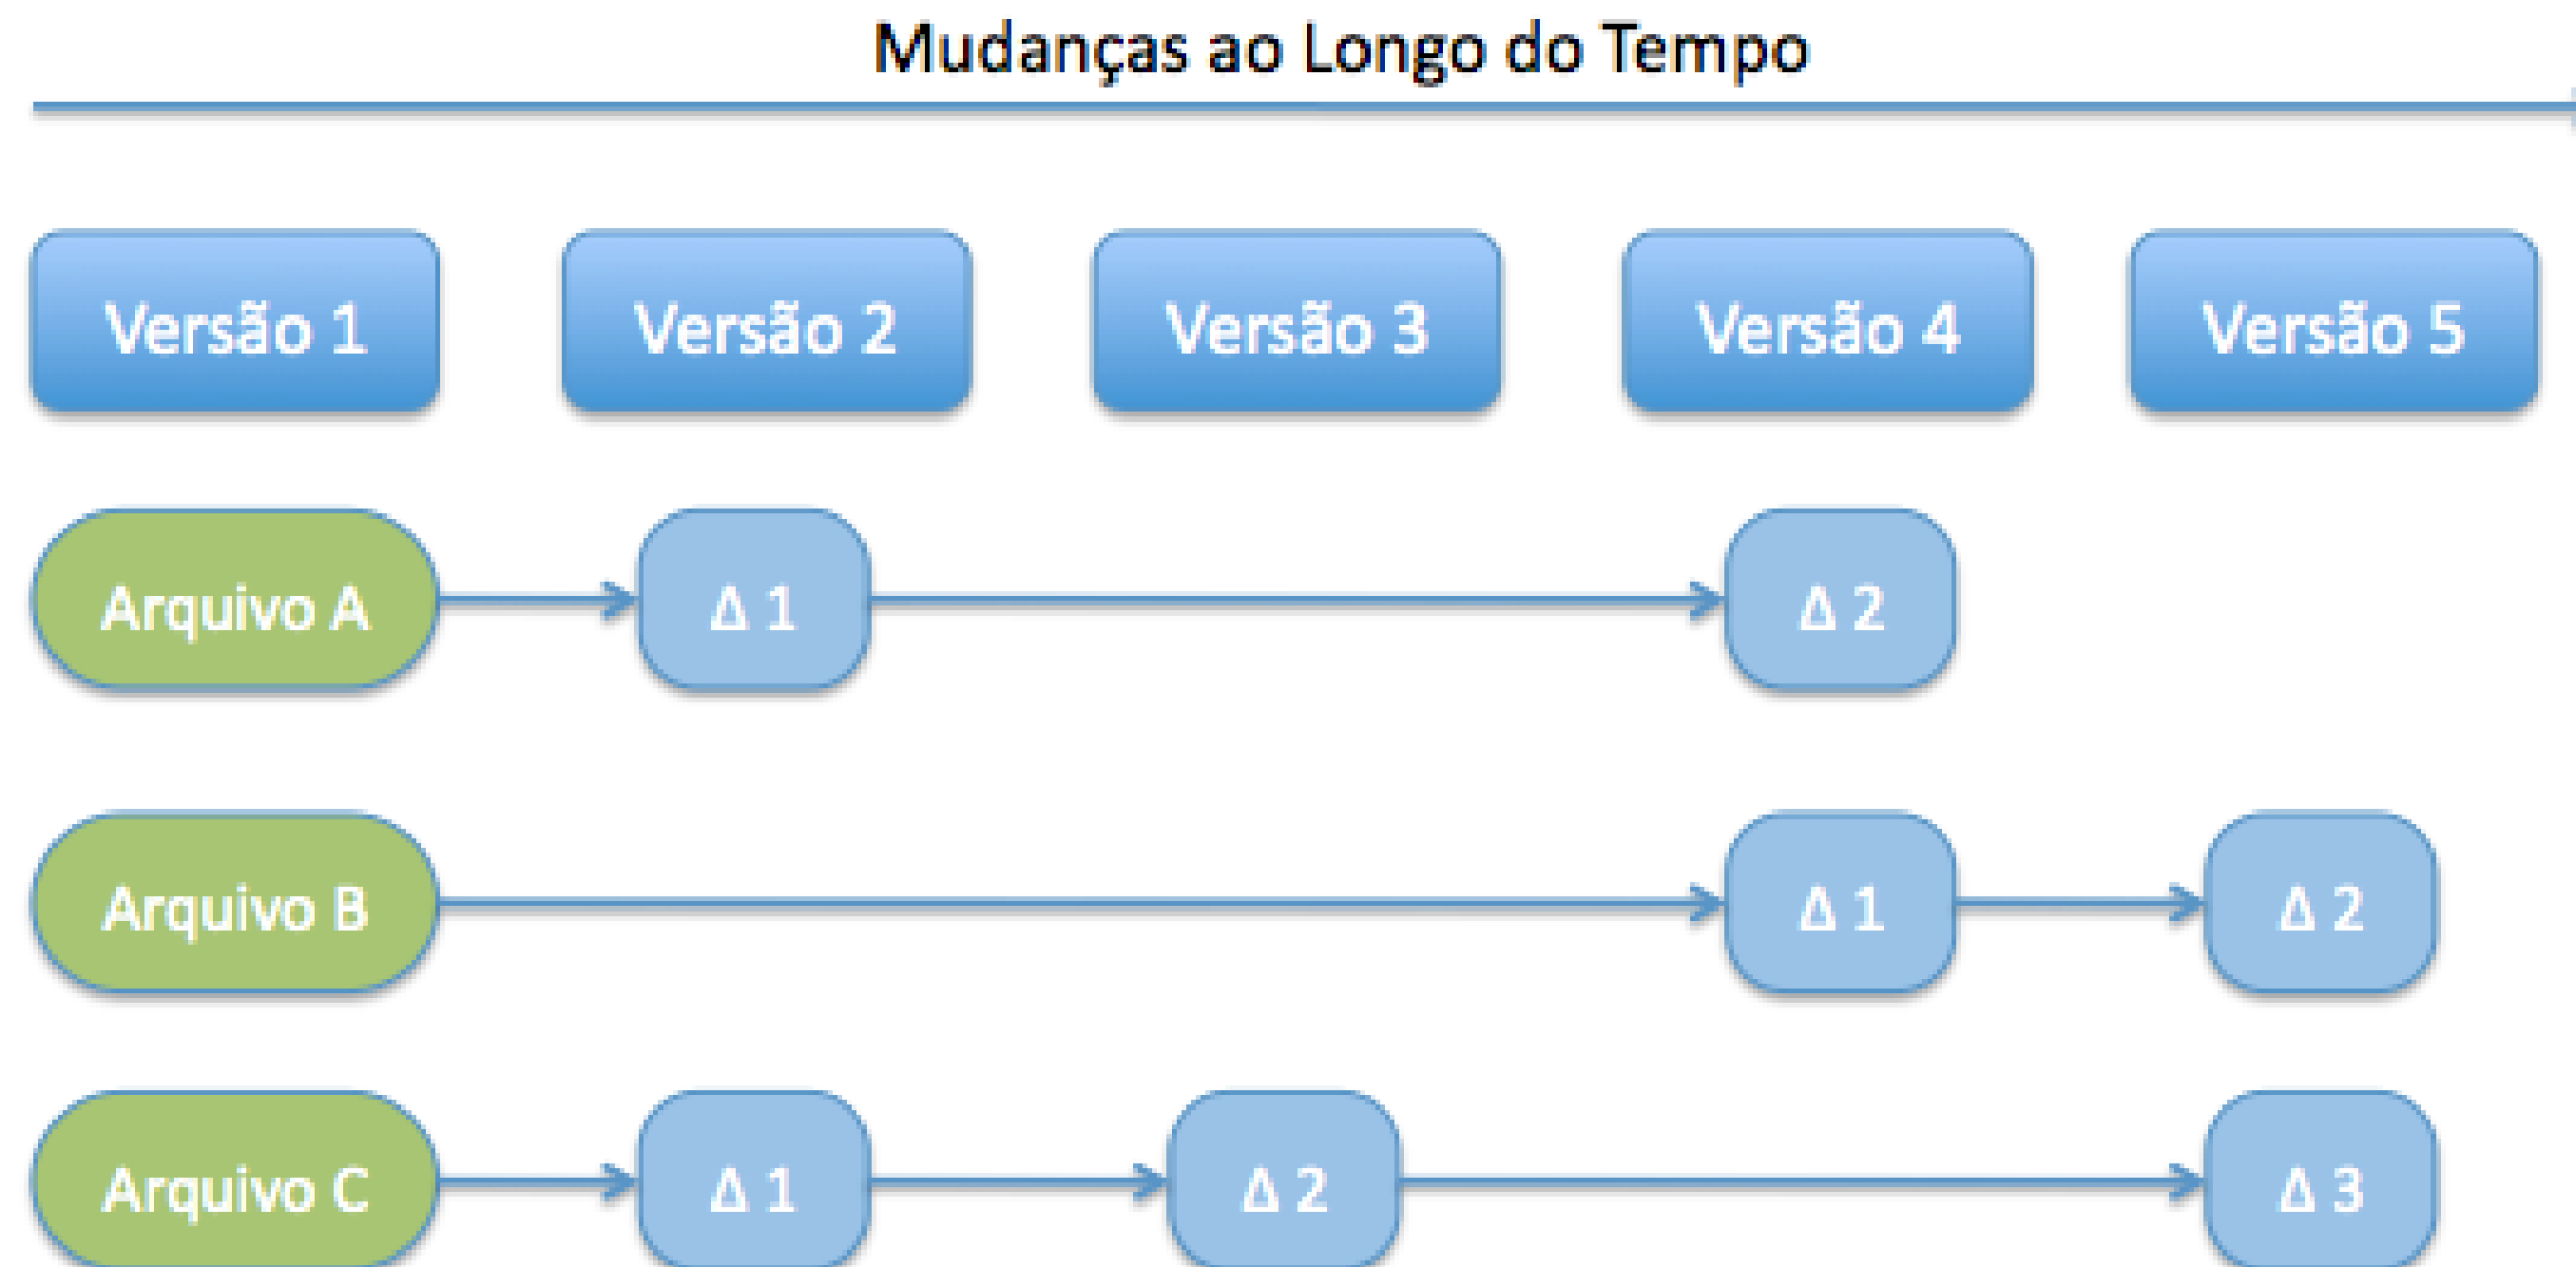 Mudanças ao Longo do Tempo
Versão 1 Versão 2 Versão 3 Versão 4 Versão 5
Arquivo A Δ 1 Δ 2
Arquivo B Δ 1 Δ 2
Arquivo C Δ 1 Δ 2 Δ 3